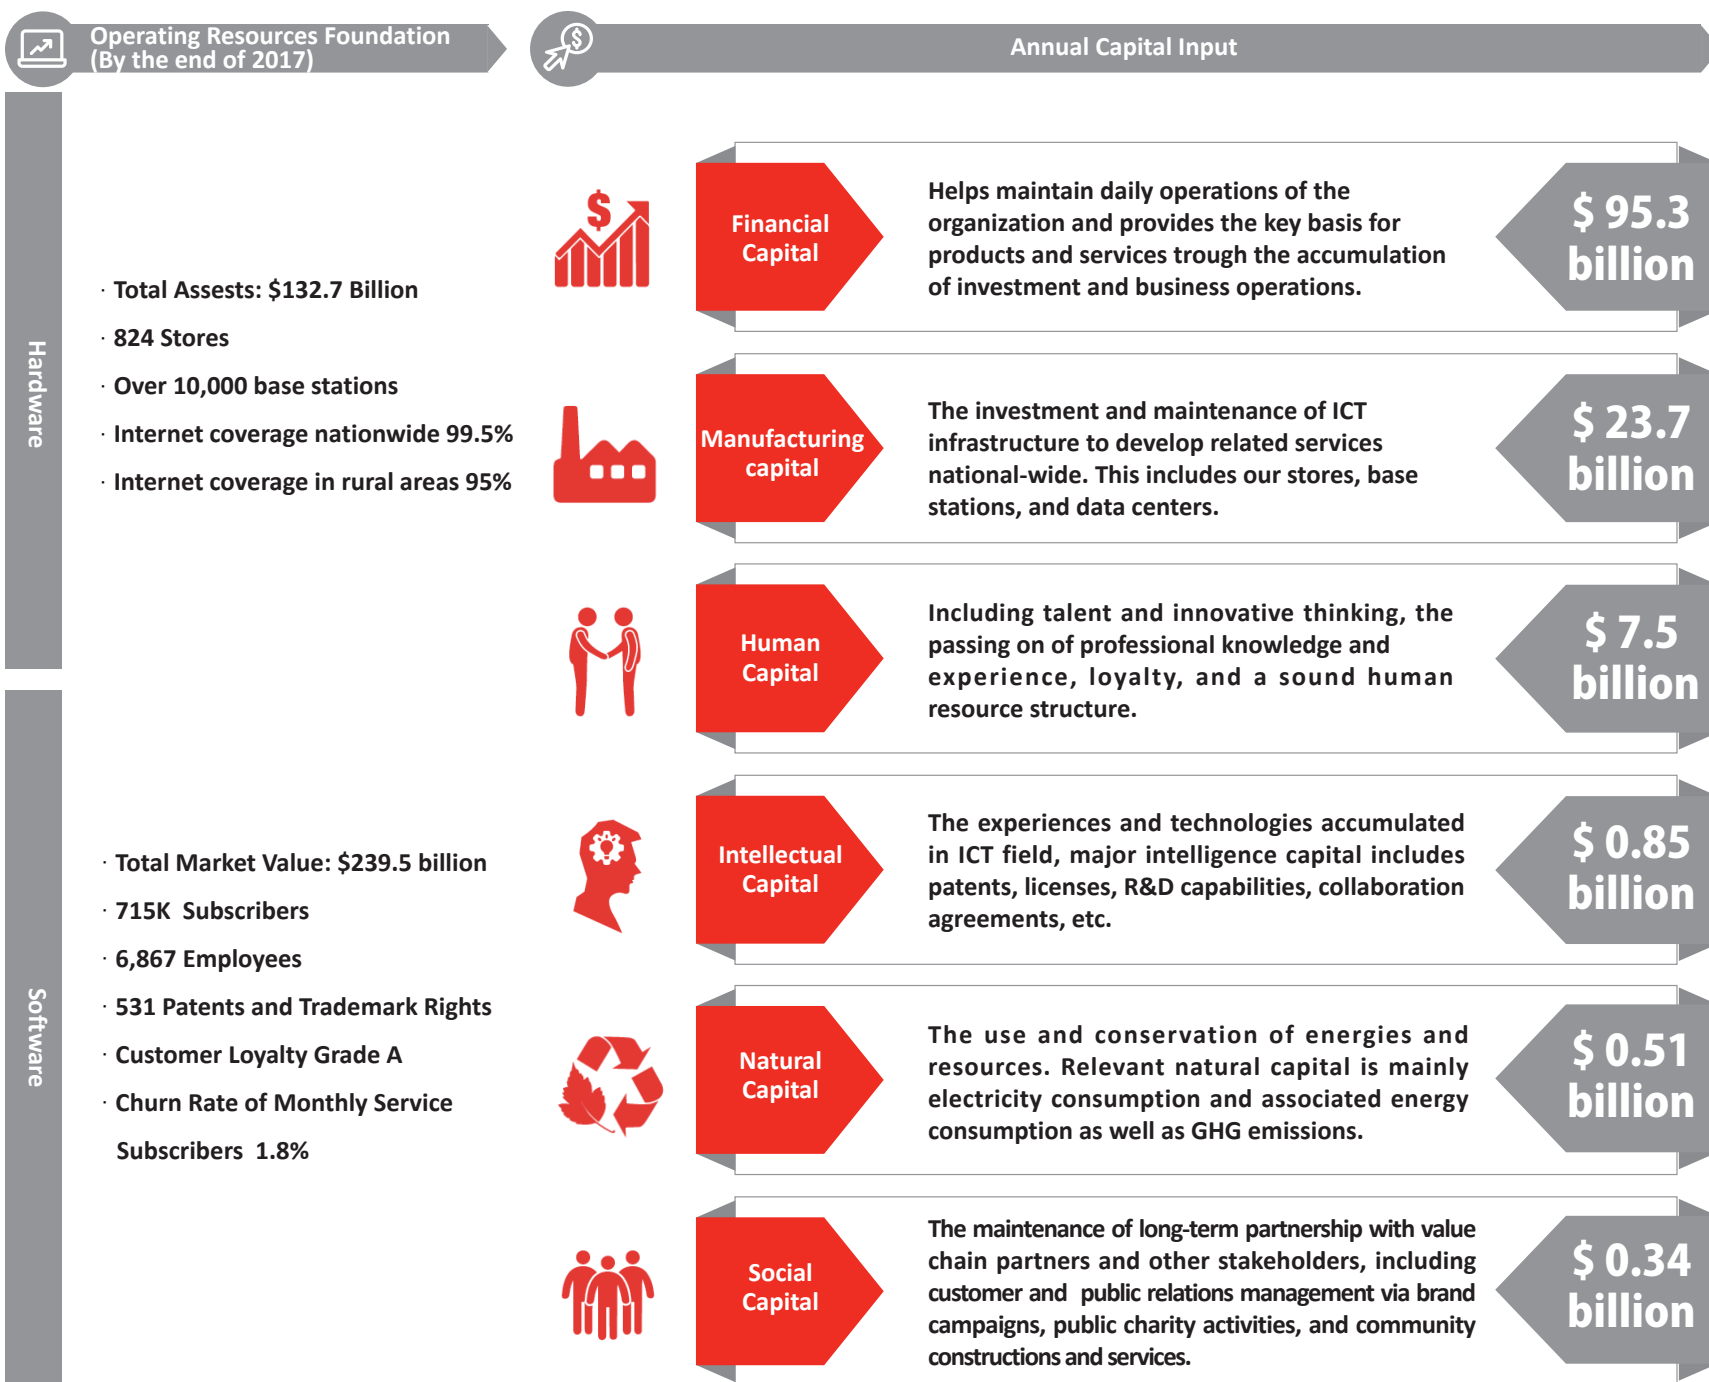 Operating Resources Foundation
(By the end of 2017)
Annual Capital Input
Hardware
· Total Assests: $132.7 Billion
· 824 Stores
· Over 10,000 base stations
· Internet coverage nationwide 99.5%
· Internet coverage in rural areas 95%
Software
· Total Market Value: $239.5 billion
· 715K Subscribers
· 6,867 Employees
· 531 Patents and Trademark Rights
· Customer Loyalty Grade A
· Churn Rate of Monthly Service
Subscribers 1.8%
Financial
Capital
Helps maintain daily operations of the
organization and provides the key basis for
products and services trough the accumulation
of investment and business operations.
$ 95.3
billion
Manufacturing
capital
The investment and maintenance of ICT
infrastructure to develop related services
national-wide. This includes our stores, base
stations, and data centers.
$ 23.7
billion
Human
Capital
Including talent and innovative thinking, the
passing on of professional knowledge and
experience, loyalty, and a sound human
resource structure.
$ 7.5
billion
Intellectual
Capital
The experiences and technologies accumulated
in ICT field, major intelligence capital includes
patents, licenses, R&D capabilities, collaboration
agreements, etc.
$ 0.85
billion
Natural
Capital
The use and conservation of energies and
resources. Relevant natural capital is mainly
electricity consumption and associated energy
consumption as well as GHG emissions.
$ 0.51
billion
Social
Capital
The maintenance of long-term partnership with value
chain partners and other stakeholders, including
customer and public relations management via brand
campaigns, public charity activities, and community
constructions and services.
$ 0.34
billion